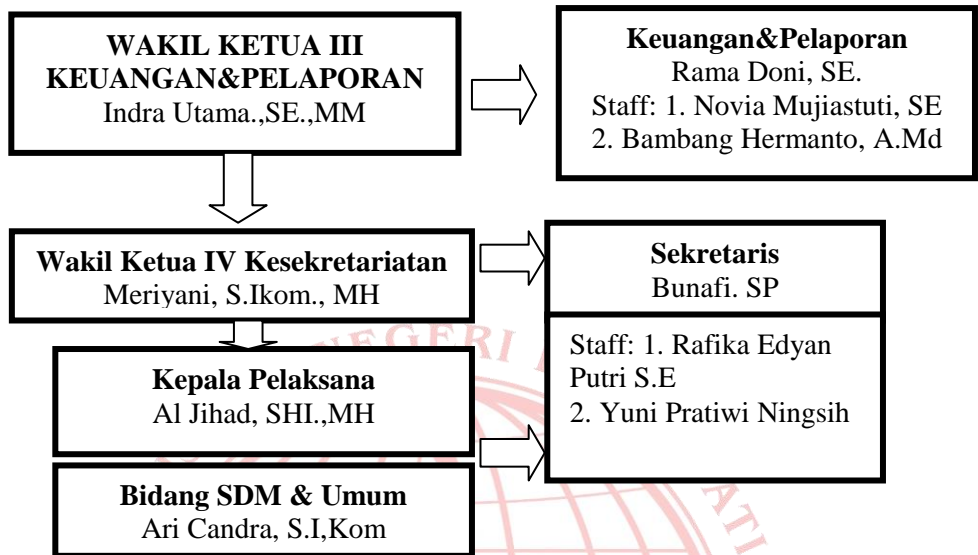 WAKIL KETUA III
KEUANGAN&PELAPORAN
Indra Utama.,SE.,MM
Keuangan&Pelaporan
Rama Doni, SE.
Staff: 1. Novia Mujiastuti, SE
2. Bambang Hermanto, A.Md
Wakil Ketua IV Kesekretariatan
Meriyani, S.Ikom., MH
Sekretaris
Bunafi. SP
Staff: 1. Rafika Edyan
Putri S.E
2. Yuni Pratiwi Ningsih
Kepala Pelaksana
Al Jihad, SHI.,MH
Bidang SDM & Umum
Ari Candra, S.I,Kom
NEGERI